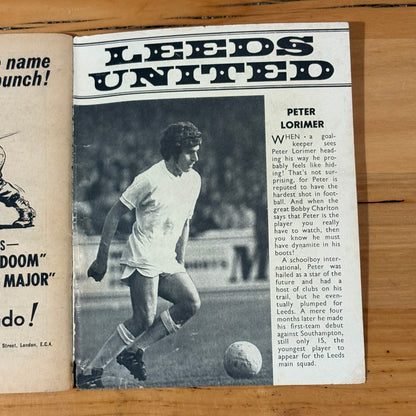 o name
punch!
S—
DOOM"
MAJOR"
do!
Street, London, E.C.4.
LEEDS
UNITED
PETER
LORIMER
WHEN a goal-
keeper sees
Peter Lorimer head-
ing his way he pro-
bably feels like hid-
ing! That's not sur-
prising, for Peter is
reputed to have the
hardest shot in foot-
ball. And when the
great Bobby Charlton
says that Peter is the
player you really
have to watch, then
you know he must
have dynamite in his
boots!
A schoolboy inter-
national, Peter was
hailed as a star of
the future and had a
host of clubs on his
trail, but he even-
tually plumped for
Leeds. A mere four
months later he made
his first-team debut
against Southampton,
still only 15, the
youngest player to
appear for the Leeds
main squad.